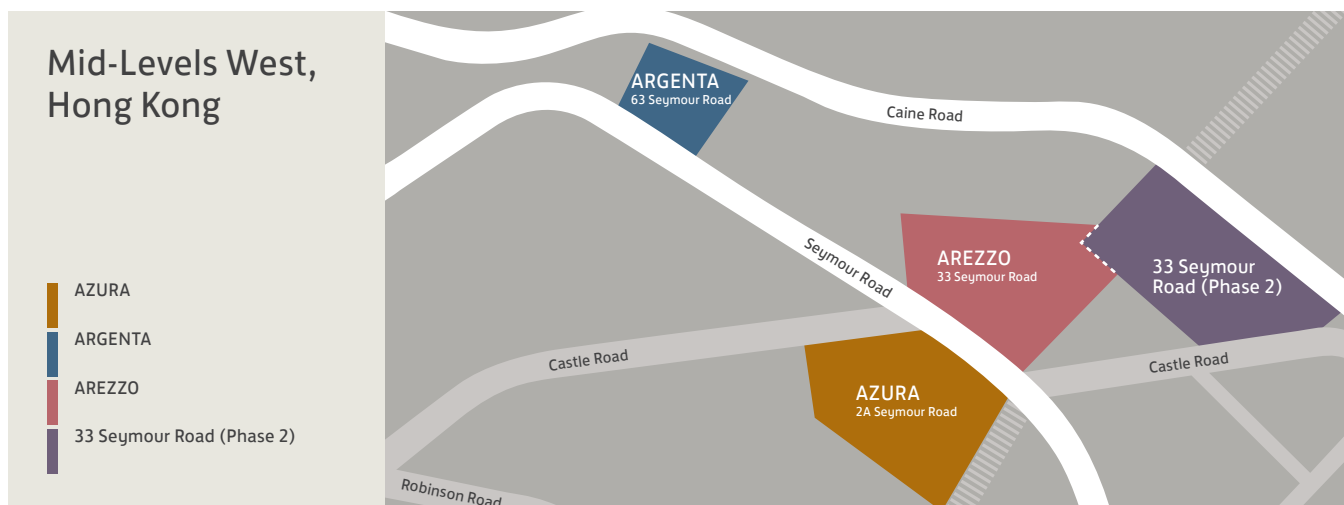 Mid-Levels West,
Hong Kong
AZURA
ARGENTA
AREZZO
33 Seymour Road (Phase 2)
ARGENTA
63 Seymour Road
Caine Road
Seymour Road
AREZZO
33 Seymour Road
33 Seymour
Road (Phase 2)
Castle Road
Castle Road
AZURA
2A Seymour Road
Robinson Road